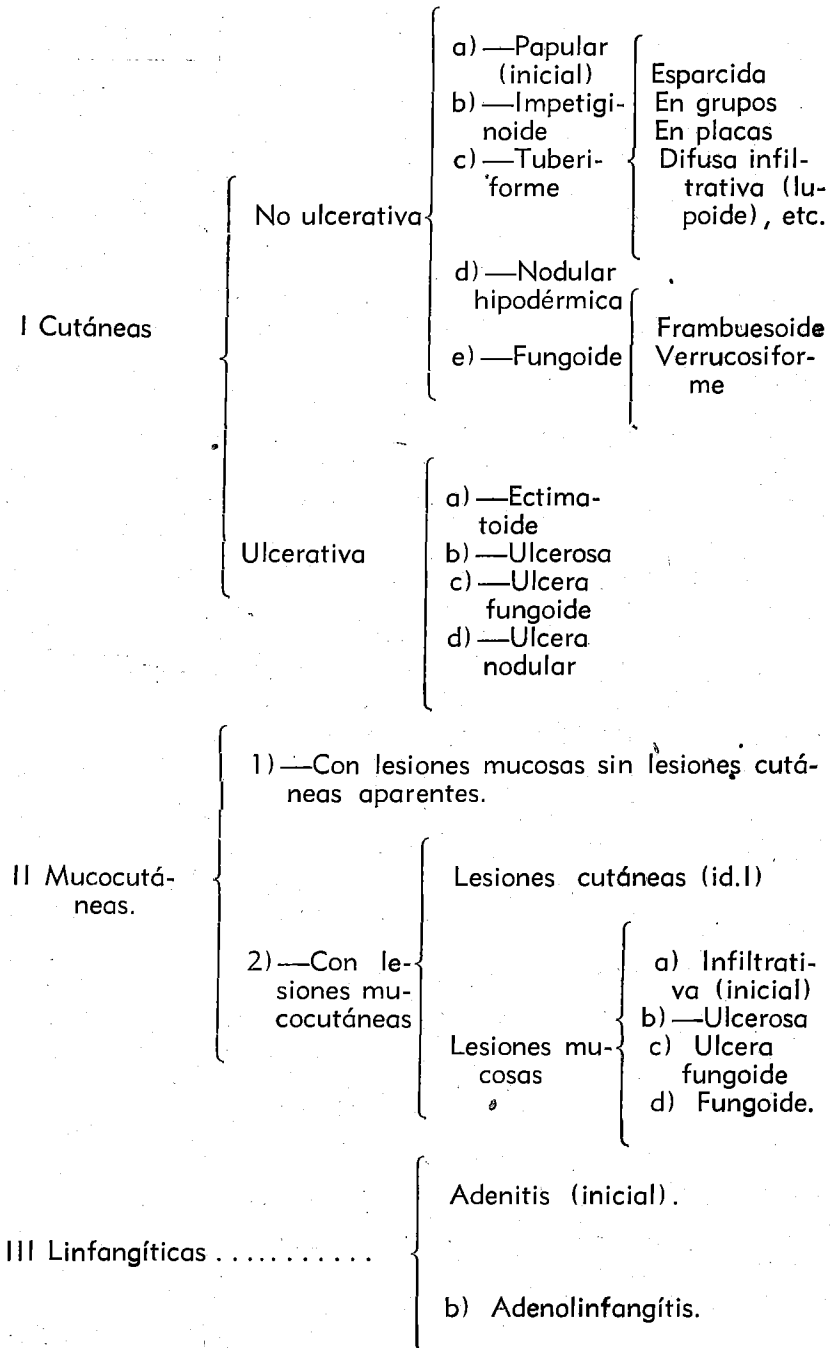 a)—Papular
(inicial)
b)—Impetigi-
noide
c)—Tuberi-
forme
Esparcida
En grupos
En placas
Difusa infil-
trativa (lu-
poide), etc.
No ulcerativa
d)—Nodular
hipodérmica
e)—Fungoide
Frambuesoide
Verrucosifor-
me
I Cutáneas
Ulcerativa
a)—Ectima-
toide
b)—Ulcerosa
c)—Ulcera
fungoide
d)—Ulcera
nodular
1)—Con lesiones mucosas sin lesiones cutá-
neas aparentes.
II Mucocutá-
neas.
2)—Con le-
siones mu-
cocutáneas
Lesiones cutáneas (id.I)
Lesiones mu-
cosas
a) Infiltrati-
va (inicial)
b)—Ulcerosa
c) Ulcera
fungoide
d) Fungoide.
III Linfangíticas ...........
Adenitis (inicial).
b) Adenolinfangítis.